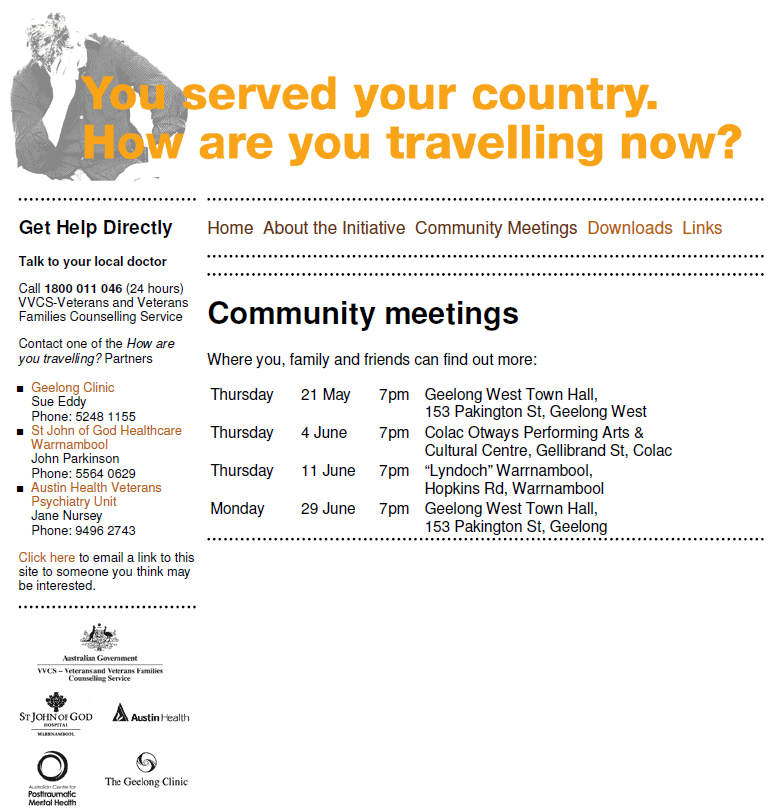 You served your country.
How are you travelling now?
Get Help Directly
Talk to your local doctor
Call 1800 011 046 (24 hours)
VVCS-Veterans and Veterans
Families Counselling Service
Contact one of the How are
you travelling? Partners
Geelong Clinic
Sue Eddy
Phone: 5248 1155
St John of God Healthcare
Warrnambool
John Parkinson
Phone: 5564 0629
Austin Health Veterans
Psychiatry Unit
Jane Nursey
Phone: 9496 2743
Click here to email a link to this
site to someone you think may
be interested.
Australian Government
VVCS – Veterans and Veterans Families
Counselling Service
ST JOHN OF GOD
HOSPITAL
WARRNAMBOOL
Austin Health
Australian Centre for
Posttraumatic
Mental Health
The Geelong Clinic
Home About the Initiative Community Meetings Downloads Links
Community meetings
Where you, family and friends can find out more:
Thursday 21 May 7pm Geelong West Town Hall,
153 Pakington St, Geelong West
Thursday 4 June 7pm Colac Otways Performing Arts &
Cultural Centre, Gellibrand St, Colac
Thursday 11 June 7pm “Lyndoch” Warrnambool,
Hopkins Rd, Warrnambool
Monday 29 June 7pm Geelong West Town Hall,
153 Pakington St, Geelong